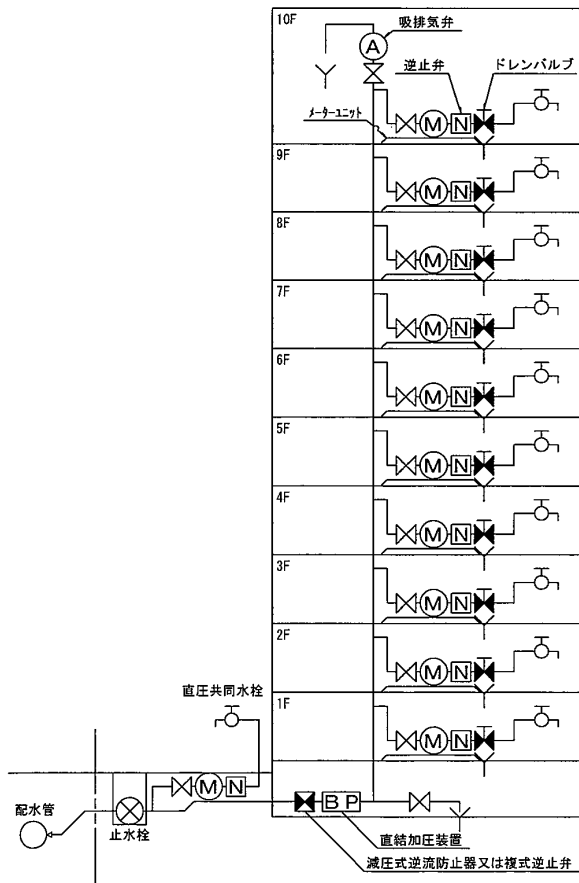 10F
吸排気弁
A
逆止弁
ドレンバルブ
メーターユニット
M N
9F
M N
8F
M N
7F
M N
6F
M N
5F
M N
4F
M N
3F
M N
2F
M N
直圧共同水栓
1F
M N
M N
配水管
止水栓
BP
直結加圧装置
減圧式逆流防止器又は複式逆止弁